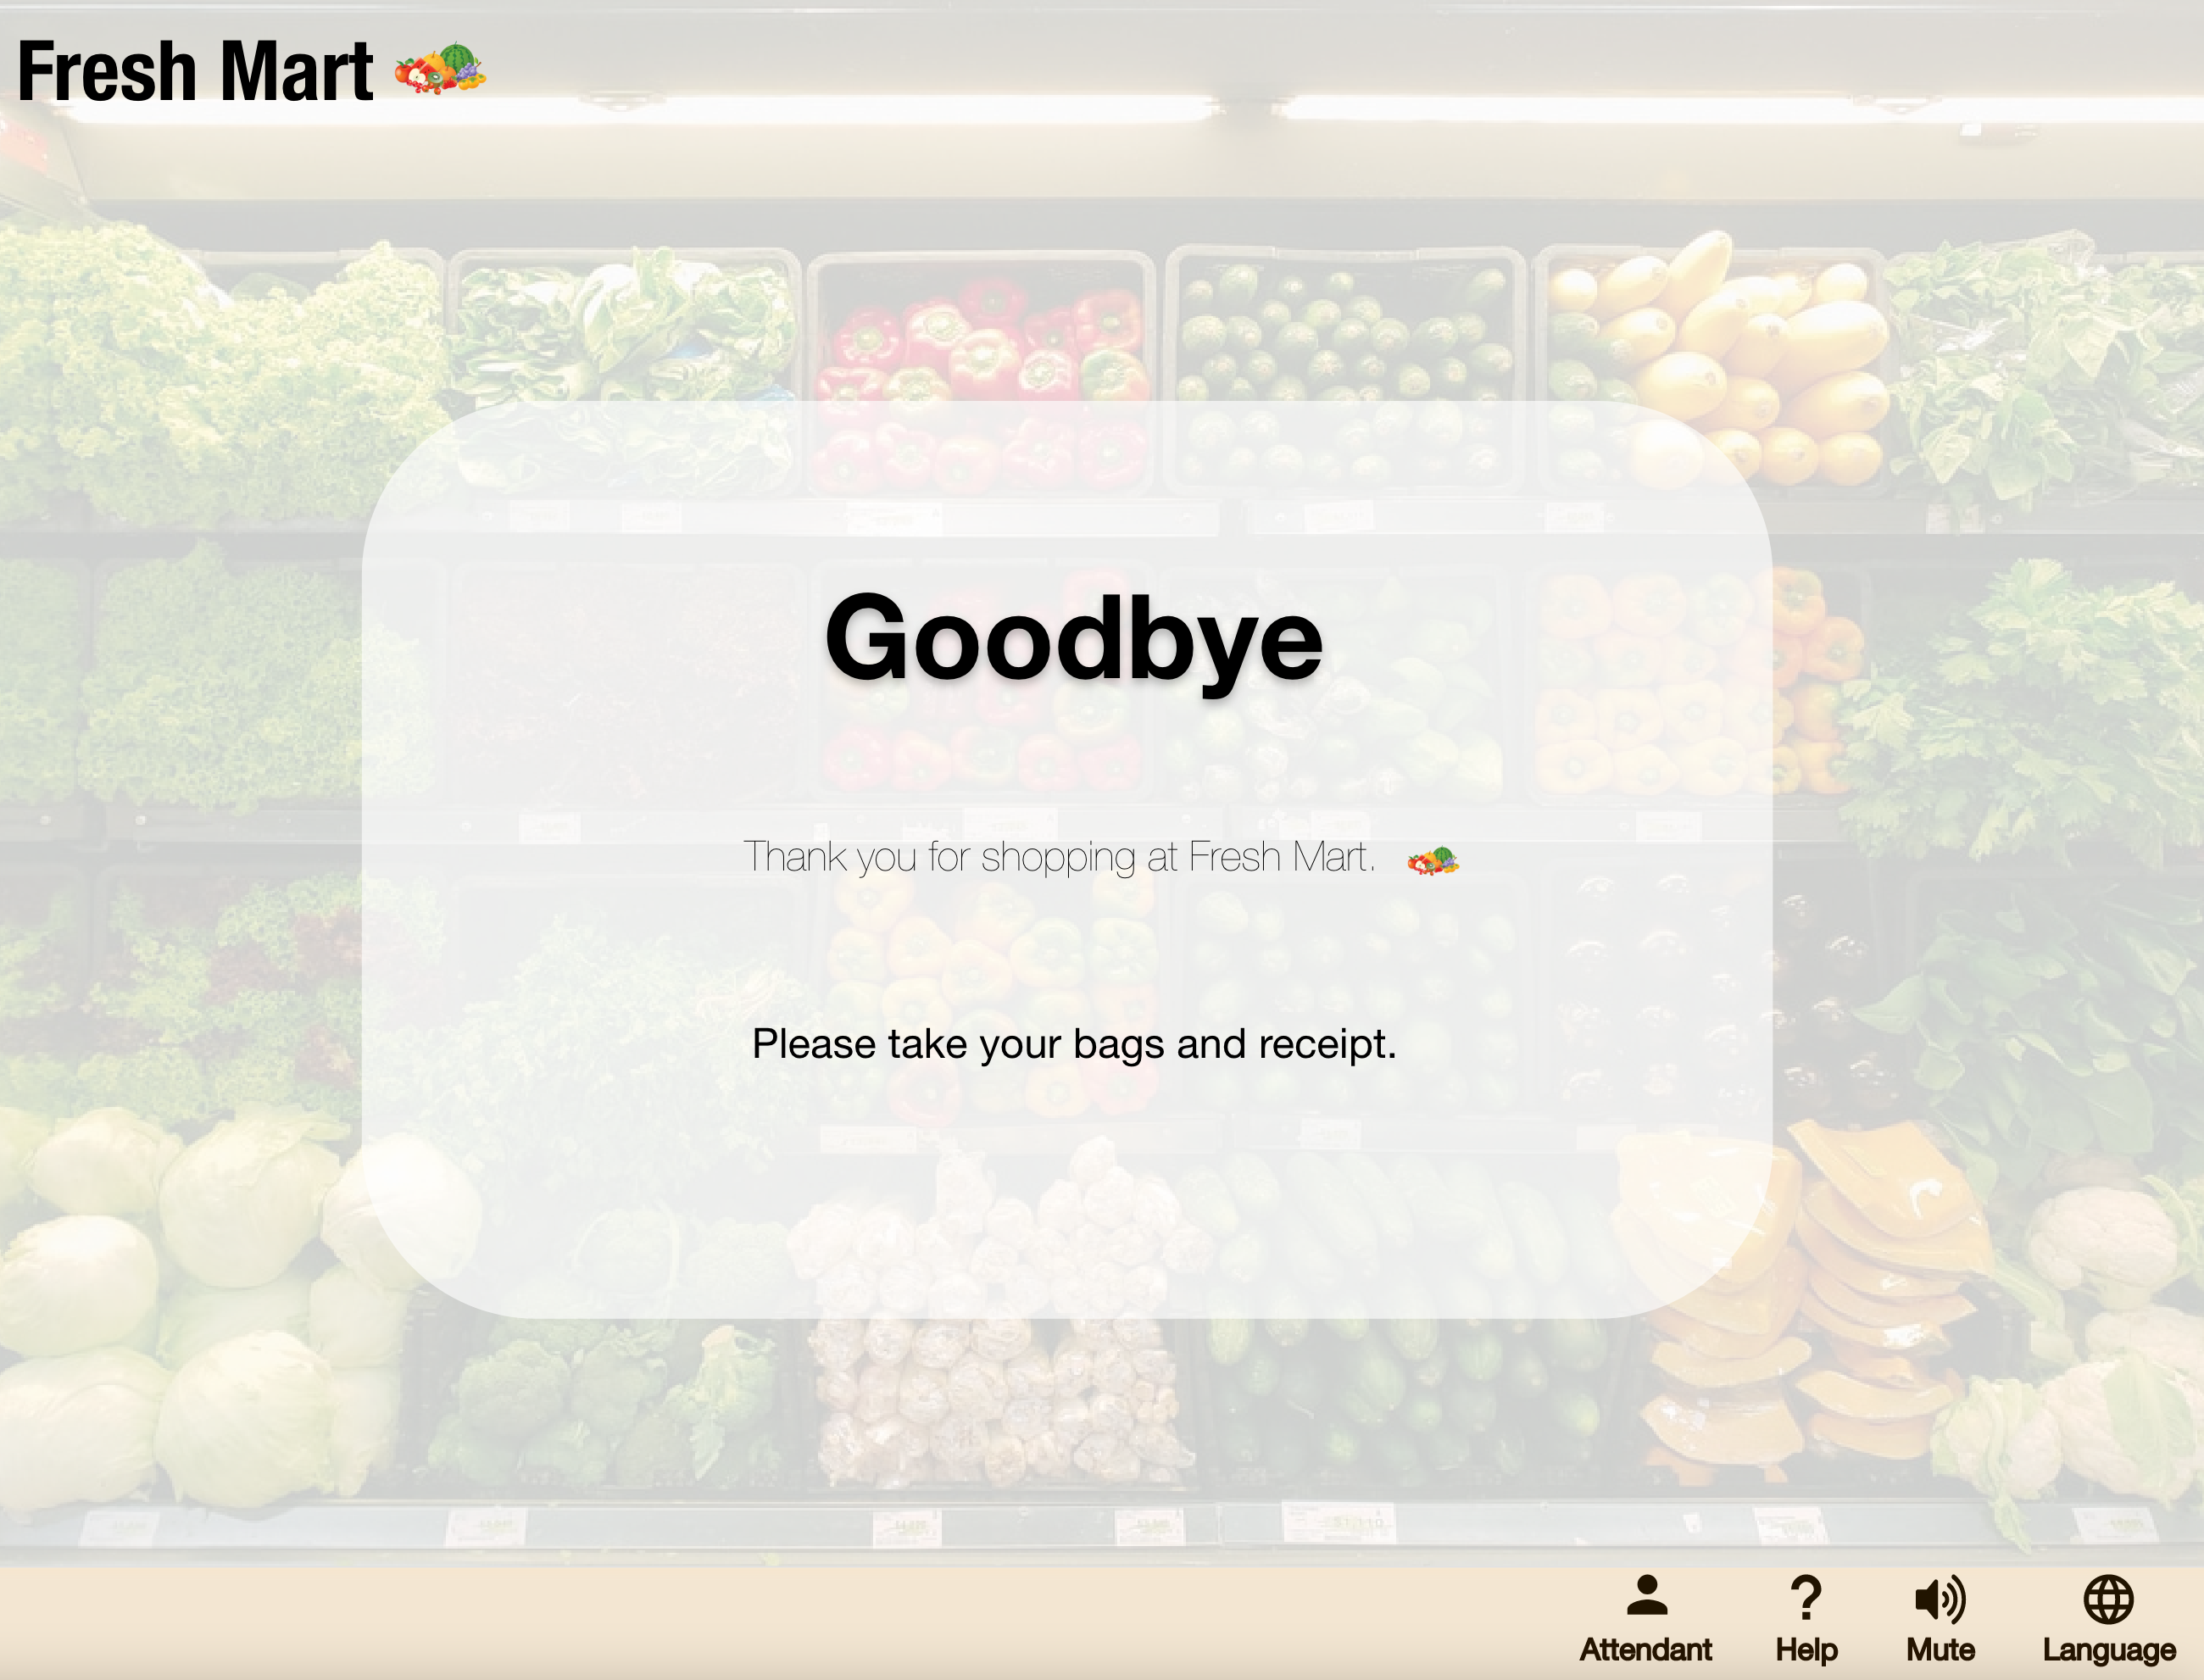 Fresh Mart
Goodbye
Thank you for shopping at Fresh Mart.
Please take your bags and receipt.
Attendant
Help
Mute
Language